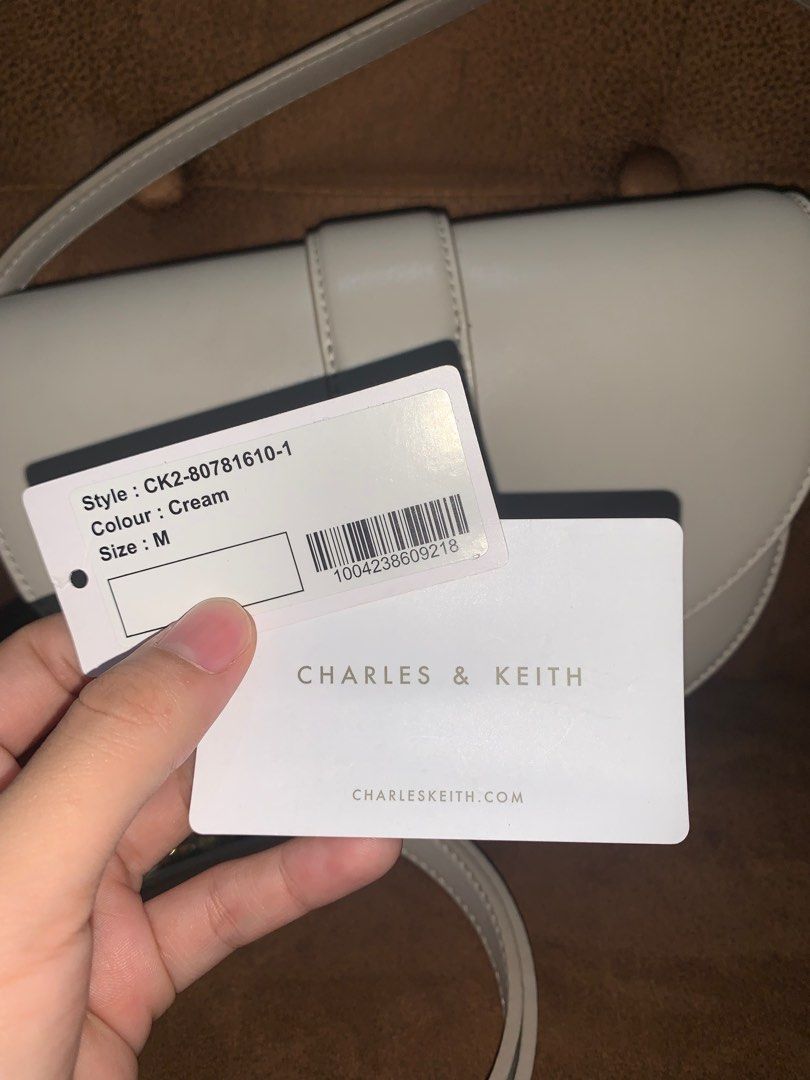 Style : CK2-80781610-1
Colour : Cream
Size : M
1004238609218
CHARLES & KEITH
CHARLESKEITH.COM